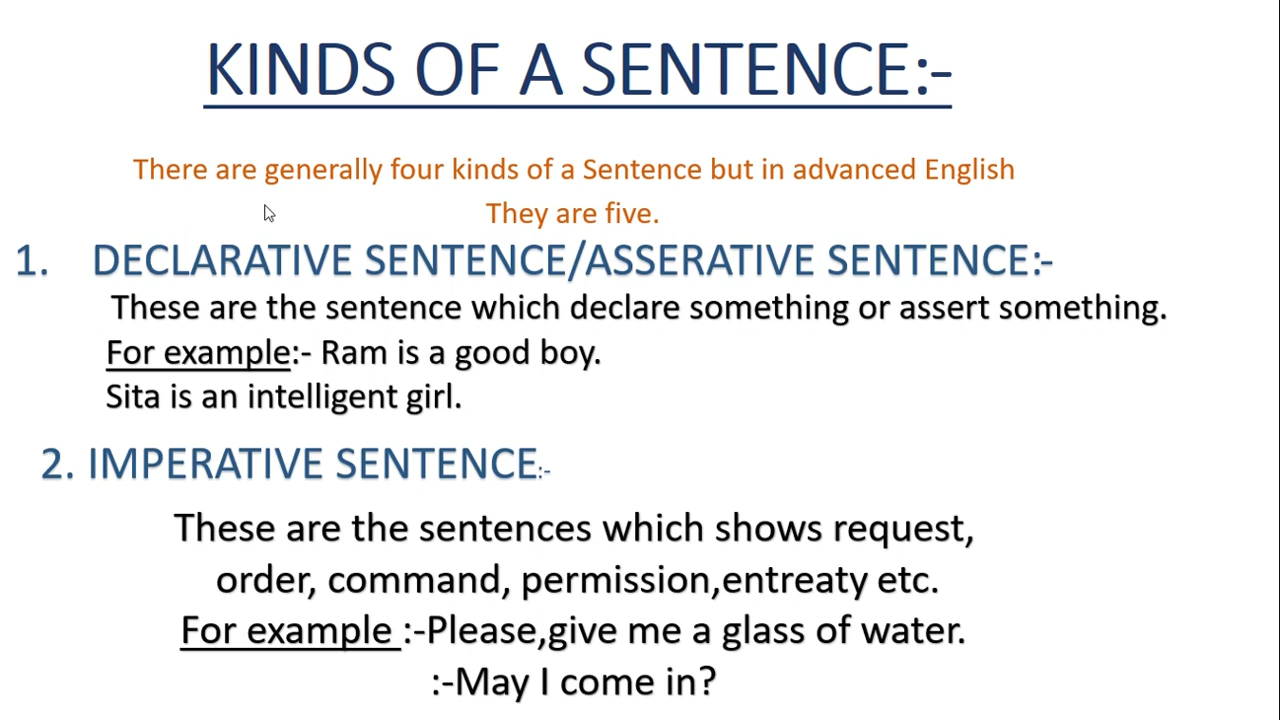 KINDS OF A SENTENCE:-
There are generally four kinds of a Sentence but in advanced English
They are five.
1. DECLARATIVE SENTENCE/ASSERATIVE SENTENCE:-
These are the sentence which declare something or assert something.
For example:- Ram is a good boy.
Sita is an intelligent girl.
2. IMPERATIVE SENTENCE:-
These are the sentences which shows request,
order, command, permission,entreaty etc.
For example :-Please,give me a glass of water.
:-May I come in?